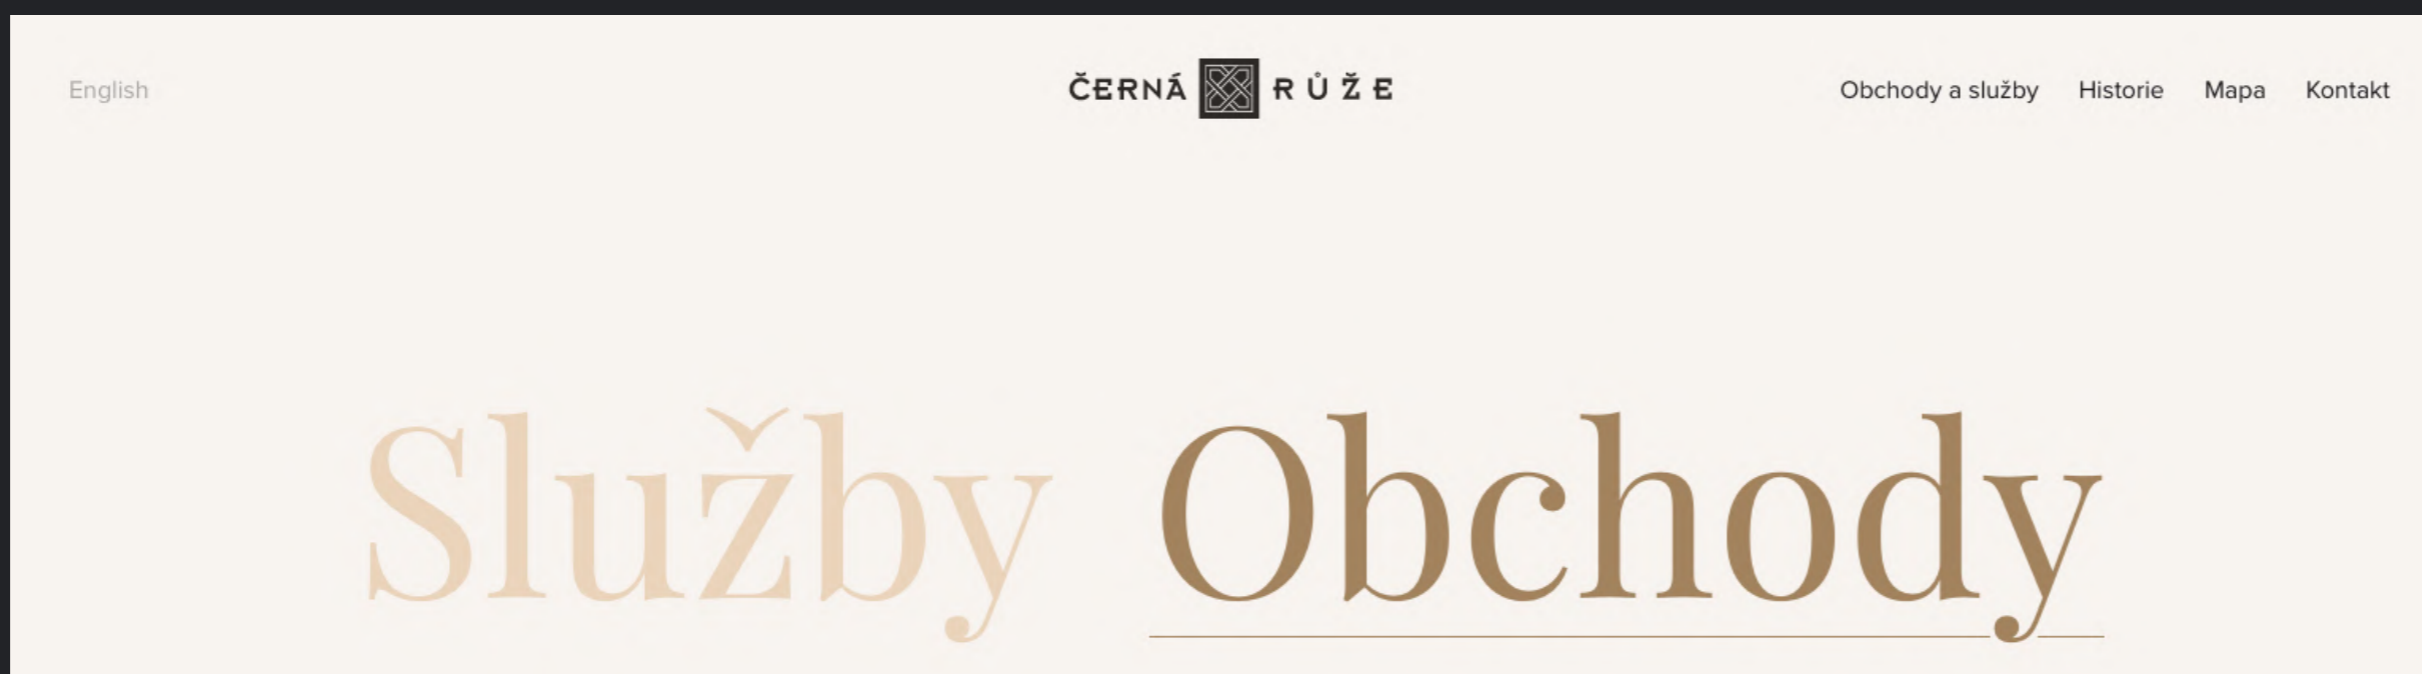 English
ČERNÁ RŮŽE
Obchody a služby Historie Mapa Kontakt
Služby Obchody